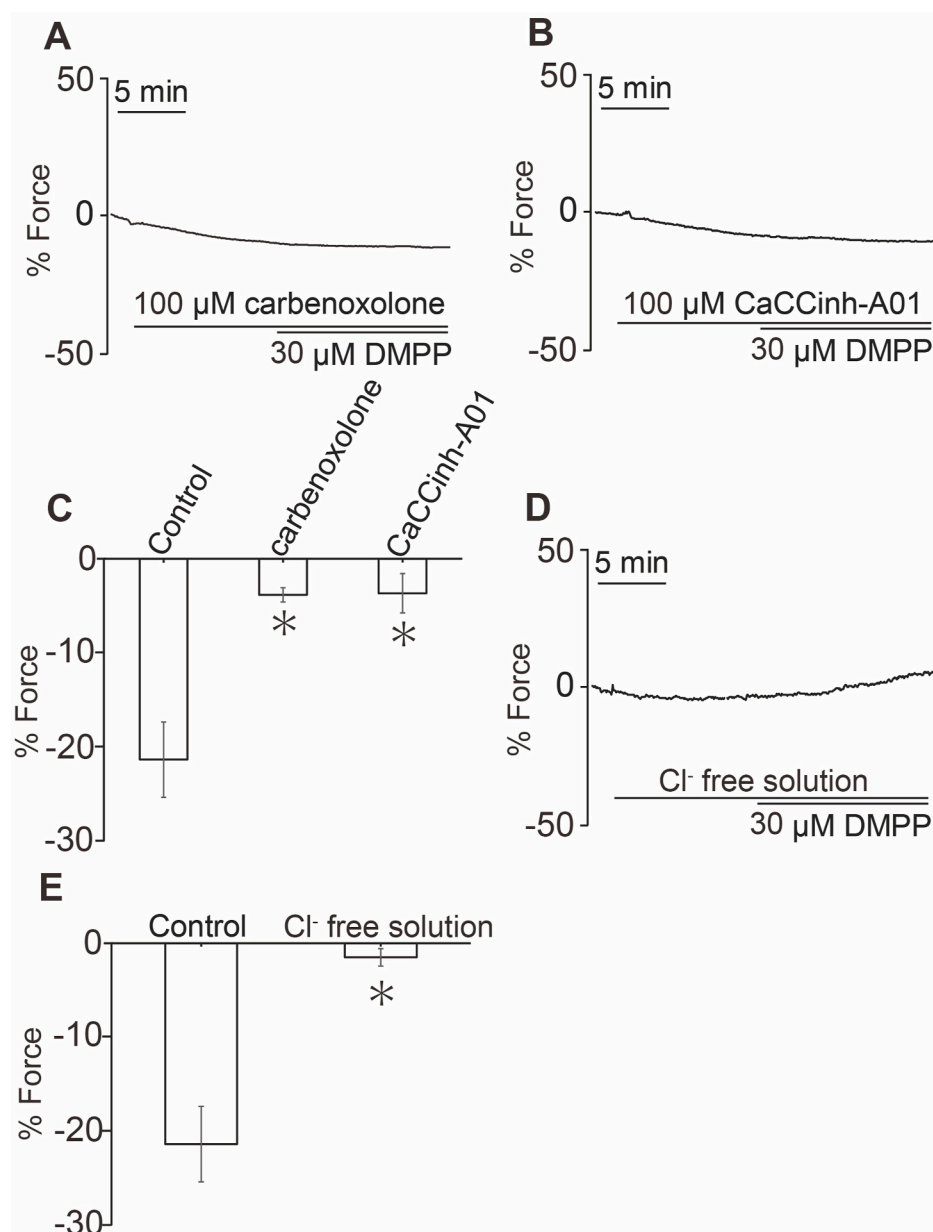 A
50
5 min
0
% Force
100 µM carbenoxolone
-50
30 µM DMPP
B
50
5 min
0
% Force
100 µM CaCCinh-A01
-50
30 µM DMPP
C
Control
carbenoxolone
CaCCinh-A01
0
-10
*
*
% Force
-20
-30
D
50
5 min
0
% Force
Cl- free solution
-50
30 µM DMPP
E
Control
Cl- free solution
0
*
-10
% Force
-20
-30